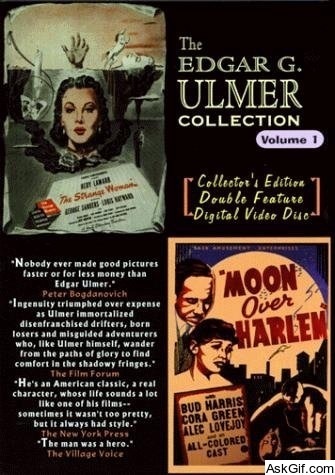 The
EDGAR G.
ULMER
COLLECTION
Volume 1
Collector's Edition
Double Feature
Digital Video Disc
HEDY LAMARR
The Strange Woman
GEORGE SANDERS LOUIS HAYWARD
"Nobody ever made good pictures
faster or for less money than
Edgar Ulmer."
Peter Bogdanovich
"Ingenuity triumphed over expense
as Ulmer immortalized
disenfranchised drifters, born
losers and misguided adventurers
who, like Ulmer himself, wander
from the paths of glory to find
comfort in the shadowy fringes."
The Film Forum
"He's an American classic, a real
character, whose life sounds a lot
like one of his films--
sometimes it wasn't too pretty,
but it always had style."
The New York Press
"The man was a hero."
The Village Voice
AMUSEMENT ENTERPRISES
"MOON
Over
HARLEM
with
BUD HARRIS
CORA GREEN
ALEC LOVEJOY
and an
ALL-COLORED
CAST
AskGif.com